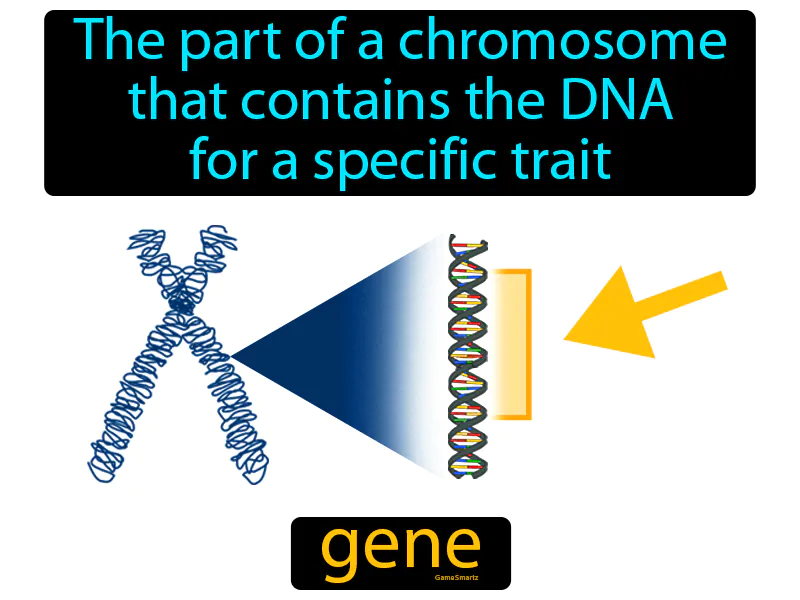 The part of a chromosome
that contains the DNA
for a specific trait
gene
GameSmartz